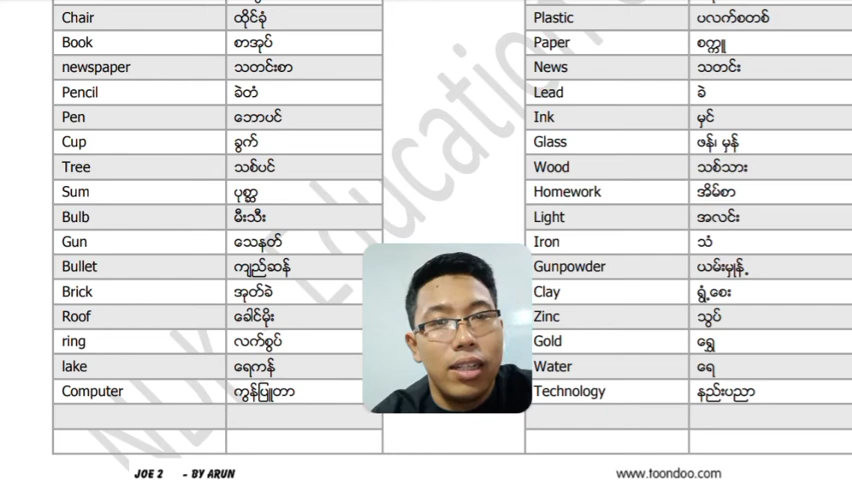 Chair ထိုင်ခုံ Plastic ပလက်စတစ်
Book စာအုပ် Paper စက္ကူ
newspaper သတင်းစာ News သတင်း
Pencil ခဲတံ Lead ခဲ
Pen ဘောပင် Ink မှင်
Cup ခွက် Glass ဖန်၊ မှန်
Tree သစ်ပင် Wood သစ်သား
Sum ပုစ္ဆာ Homework အိမ်စာ
Bulb မီးသီး Light အလင်း
Gun သေနတ် Iron သံ
Bullet ကျည်ဆန် Gunpowder ယမ်းမှုန့်
Brick အုတ်ခဲ Clay ရွှံ့စေး
Roof ခေါင်မိုး Zinc သွပ်
ring လက်စွပ် Gold ရွှေ
lake ရေကန် Water ရေ
Computer ကွန်ပြူတာ Technology နည်းပညာ
Education
JOE 2 - BY ARUN www.toondoo.com